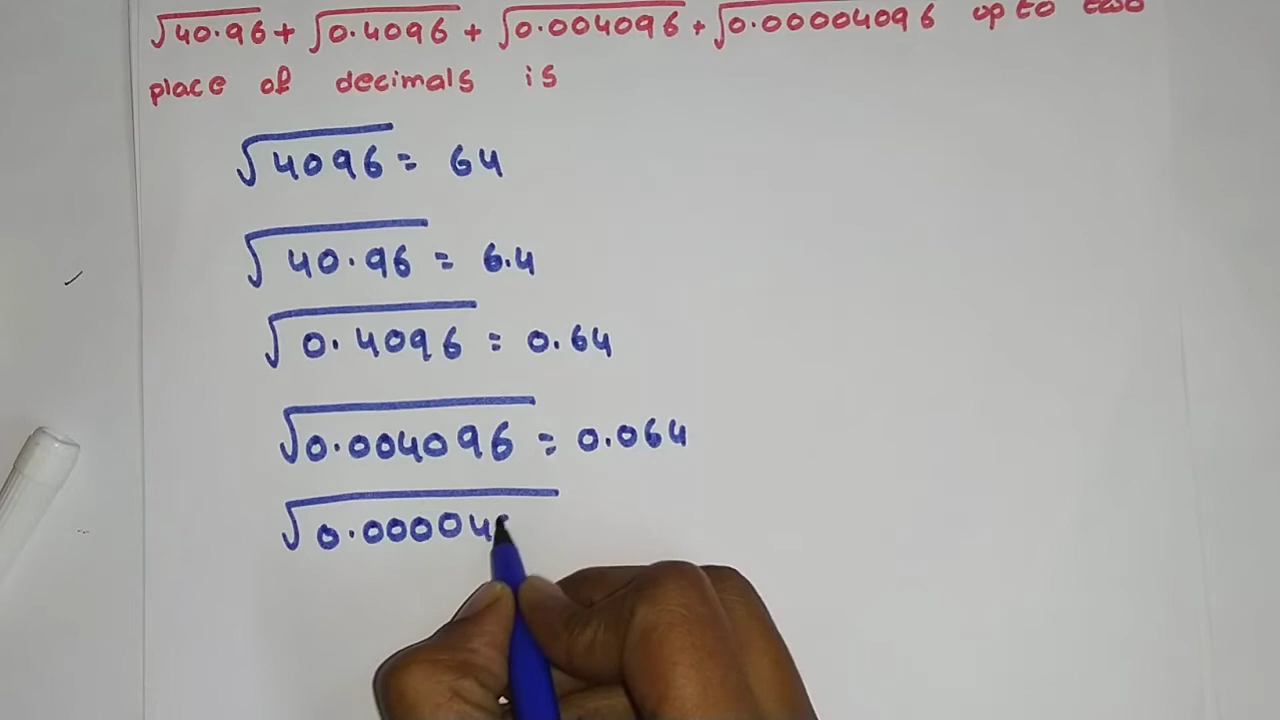 √40.96 + √0.4096 + √0.004096 + √0.00004096 up to two
place of decimals is
√4096 = 64
√40.96 = 6.4
√0.4096 = 0.64
√0.004096 = 0.064
√0.00004